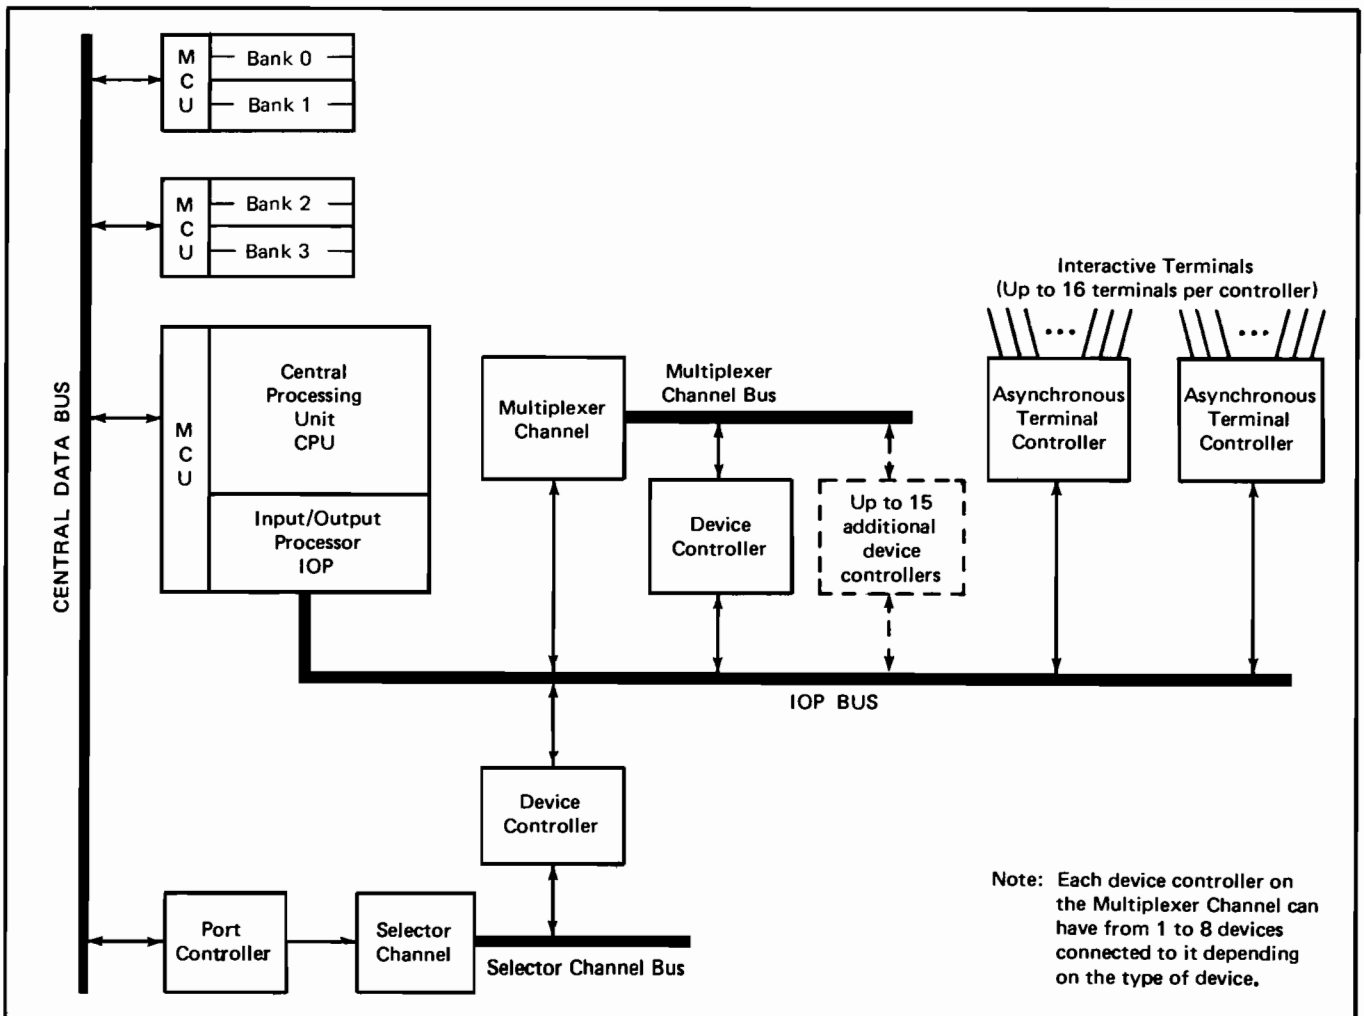 M
C
U
Bank 0
Bank 1
M
C
U
Bank 2
Bank 3
CENTRAL DATA BUS
M
C
U
Central
Processing
Unit
CPU
Input/Output
Processor
IOP
Multiplexer
Channel
Multiplexer
Channel Bus
Device
Controller
Up to 15
additional
device
controllers
Interactive Terminals
(Up to 16 terminals per controller)
...
...
Asynchronous
Terminal
Controller
Asynchronous
Terminal
Controller
IOP BUS
Device
Controller
Port
Controller
Selector
Channel
Selector Channel Bus
Note: Each device controller on
the Multiplexer Channel can
have from 1 to 8 devices
connected to it depending
on the type of device.